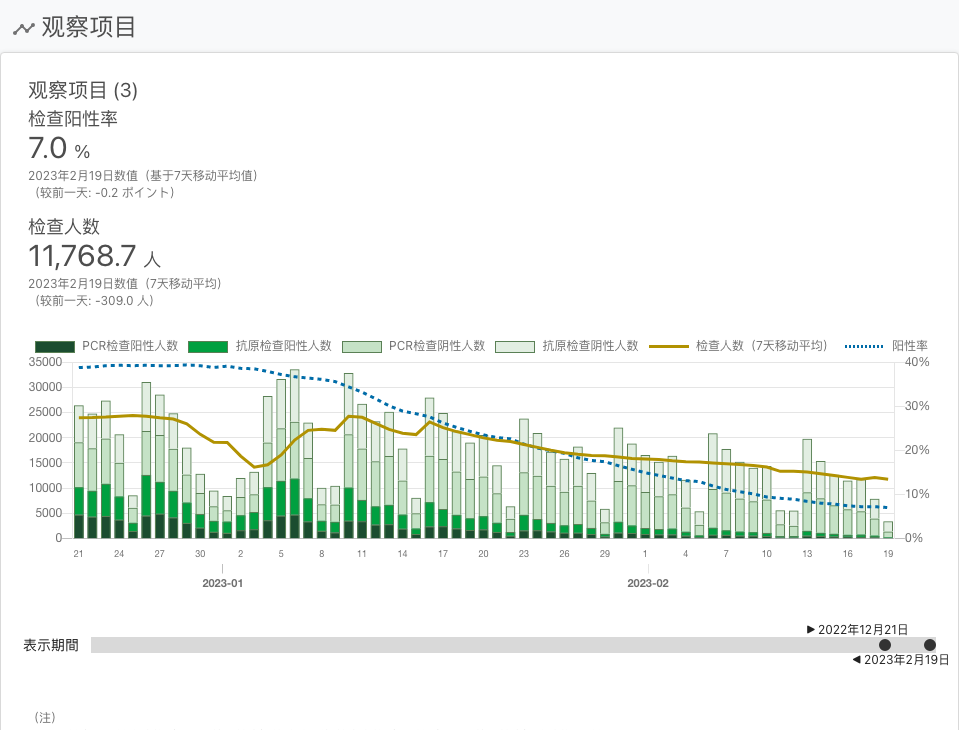 观察项目
观察项目 (3)
检查阳性率
7.0 %
2023年2月19日数值（基于7天移动平均值）
（较前一天: -0.2 ポイント）
检查人数
11,768.7 人
2023年2月19日数值（7天移动平均）
（较前一天: -309.0 人）
PCR检查阳性人数 抗原检查阳性人数 PCR检查阴性人数 抗原检查阴性人数 检查人数（7天移动平均） 阳性率
35000 40%
30000
25000 30%
20000
15000 20%
10000 10%
5000
0 0%
21 24 27 30 2 5 8 11 14 17 20 23 26 29 1 4 7 10 13 16 19
2023-01 2023-02
▶ 2022年12月21日
表示期間
◀ 2023年2月19日
（注）